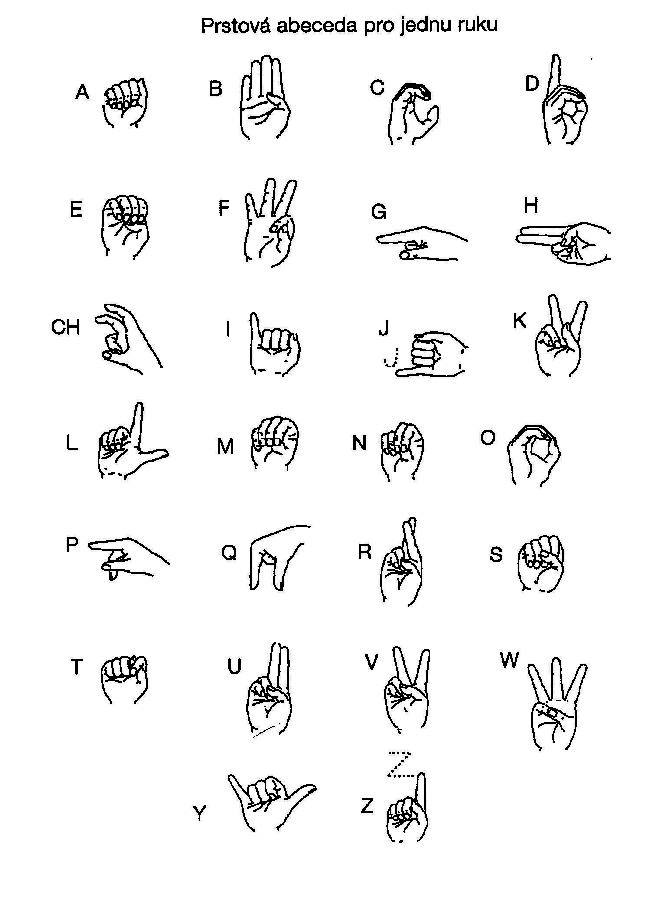 Prstová abeceda pro jednu ruku
A B C D
E F G H
CH I J K
L M N O
P Q R S
T U V W
Y Z